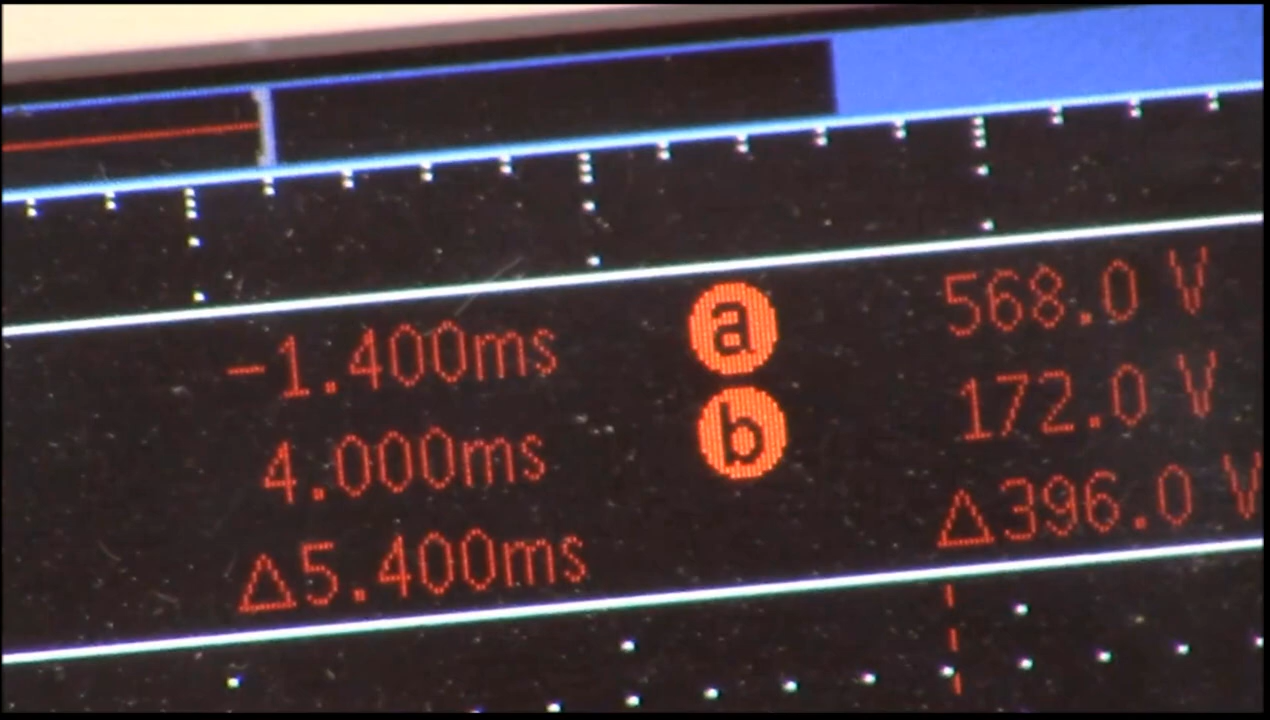 -1.400ms a 568.0 V
4.000ms b 172.0 V
Δ5.400ms Δ396.0 V